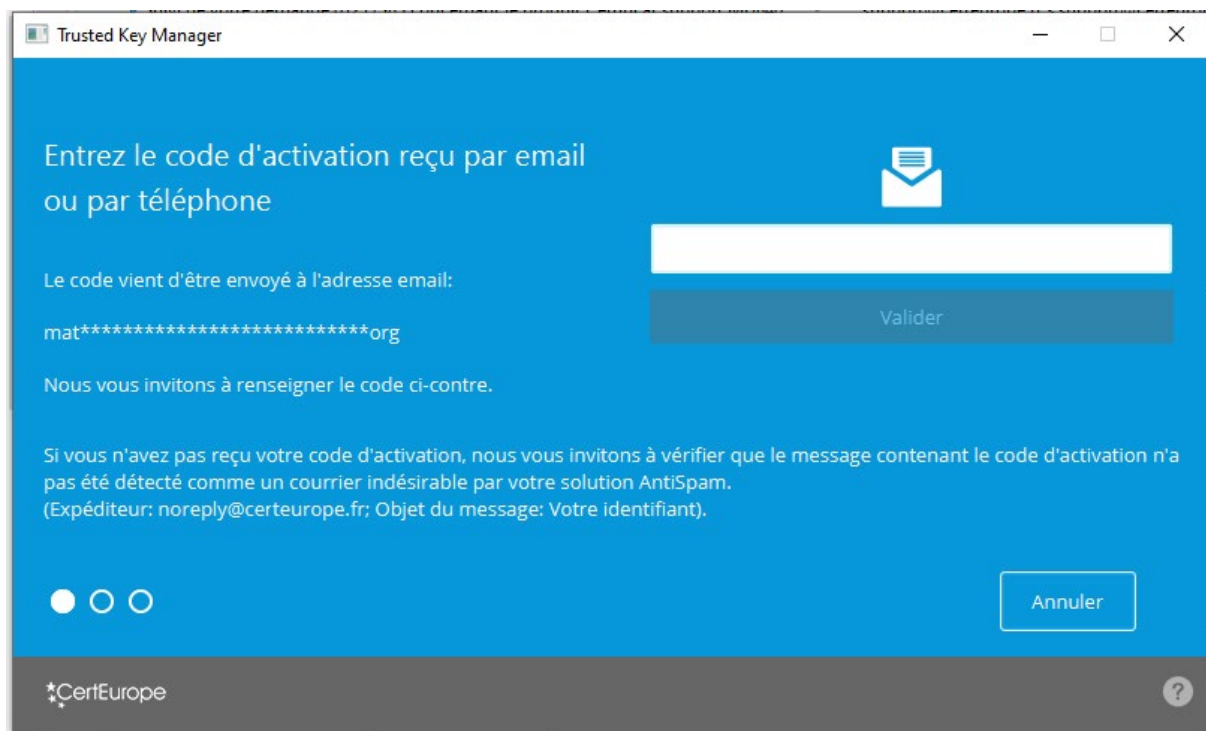 Trusted Key Manager
Entrez le code d'activation reçu par email
ou par téléphone
Le code vient d'être envoyé à l'adresse email:
mat***************************org
Nous vous invitons à renseigner le code ci-contre.
Valider
Si vous n'avez pas reçu votre code d'activation, nous vous invitons à vérifier que le message contenant le code d'activation n'a
pas été détecté comme un courrier indésirable par votre solution AntiSpam.
(Expéditeur: noreply@certeurope.fr; Objet du message: Votre identifiant).
Annuler
CertEurope
?